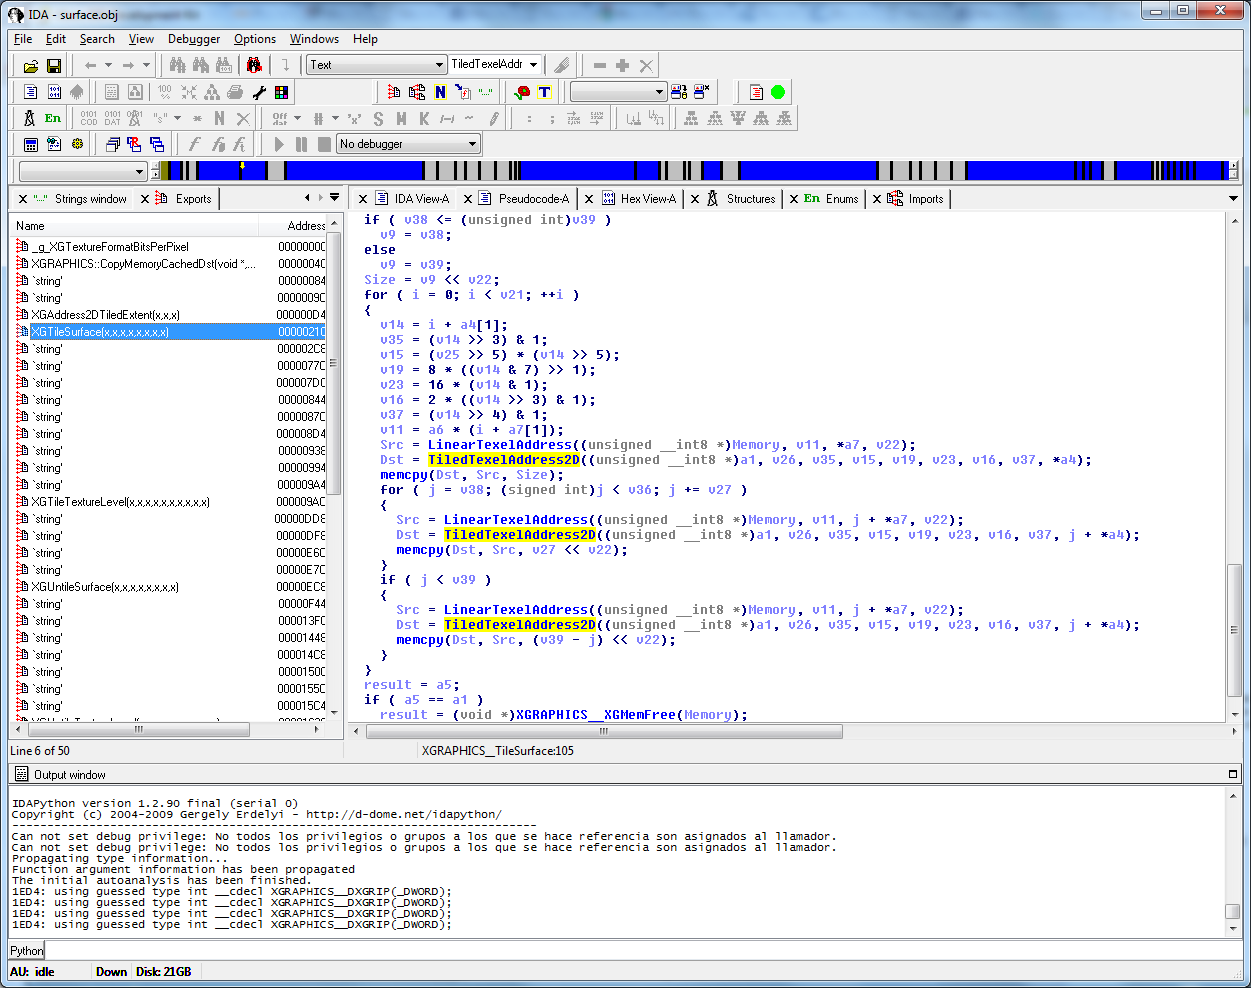 IDA - surface.obj
File Edit Search View Debugger Options Windows Help
Text TiledTexelAddr
En
No debugger
Strings window Exports IDA View-A Pseudocode-A Hex View-A Structures En Enums Imports
Name Address
_g_XGTextureFormatBitsPerPixel 0000000C
XGRAPHICS::CopyMemoryCachedDst(void *,... 0000004C
`string' 00000084
`string' 0000009C
XGAddress2DTiledExtent(x,x,x) 000000D4
XGTileSurface(x,x,x,x,x,x,x,x) 0000021C
`string' 000002C8
`string' 0000077C
`string' 000007DC
`string' 00000844
`string' 0000087C
`string' 000008D4
`string' 00000938
`string' 00000994
`string' 000009A4
XGTileTextureLevel(x,x,x,x,x,x,x,x,x,x) 000009AC
`string' 00000DD8
`string' 00000DF8
`string' 00000E6C
`string' 00000E7C
XGUntileSurface(x,x,x,x,x,x,x,x) 00000EC8
`string' 00000F44
`string' 000013FC
`string' 00001448
`string' 000014C8
`string' 0000150C
`string' 0000155C
`string' 000015C4
if ( v38 <= (unsigned int)v39 )
v9 = v38;
else
v9 = v39;
Size = v9 << v22;
for ( i = 0; i < v21; ++i )
{
v14 = i + a4[1];
v35 = (v14 >> 3) & 1;
v15 = (v25 >> 5) * (v14 >> 5);
v19 = 8 * ((v14 & 7) >> 1);
v23 = 16 * (v14 & 1);
v16 = 2 * ((v14 >> 3) & 1);
v37 = (v14 >> 4) & 1;
v11 = a6 * (i + a7[1]);
Src = LinearTexelAddress((unsigned __int8 *)Memory, v11, *a7, v22);
Dst = TiledTexelAddress2D((unsigned __int8 *)a1, v26, v35, v15, v19, v23, v16, v37, *a4);
memcpy(Dst, Src, Size);
for ( j = v38; (signed int)j < v36; j += v27 )
{
Src = LinearTexelAddress((unsigned __int8 *)Memory, v11, j + *a7, v22);
Dst = TiledTexelAddress2D((unsigned __int8 *)a1, v26, v35, v15, v19, v23, v16, v37, j + *a4);
memcpy(Dst, Src, v27 << v22);
}
if ( j < v39 )
{
Src = LinearTexelAddress((unsigned __int8 *)Memory, v11, j + *a7, v22);
Dst = TiledTexelAddress2D((unsigned __int8 *)a1, v26, v35, v15, v19, v23, v16, v37, j + *a4);
memcpy(Dst, Src, (v39 - j) << v22);
}
}
result = a5;
if ( a5 == a1 )
result = (void *)XGRAPHICS__XGMemFree(Memory);
Line 6 of 50
XGRAPHICS__TileSurface:105
Output window
IDAPython version 1.2.90 final (serial 0)
Copyright (c) 2004-2009 Gergely Erdelyi - http://d-dome.net/idapython/
Can not set debug privilege: No todos los privilegios o grupos a los que se hace referencia son asignados al llamador.
Can not set debug privilege: No todos los privilegios o grupos a los que se hace referencia son asignados al llamador.
Propagating type information...
Function argument information has been propagated
The initial autoanalysis has been finished.
1ED4: using guessed type int __cdecl XGRAPHICS__DXGRIP(_DWORD);
1ED4: using guessed type int __cdecl XGRAPHICS__DXGRIP(_DWORD);
1ED4: using guessed type int __cdecl XGRAPHICS__DXGRIP(_DWORD);
1ED4: using guessed type int __cdecl XGRAPHICS__DXGRIP(_DWORD);
Python
AU: idle Down Disk: 21GB